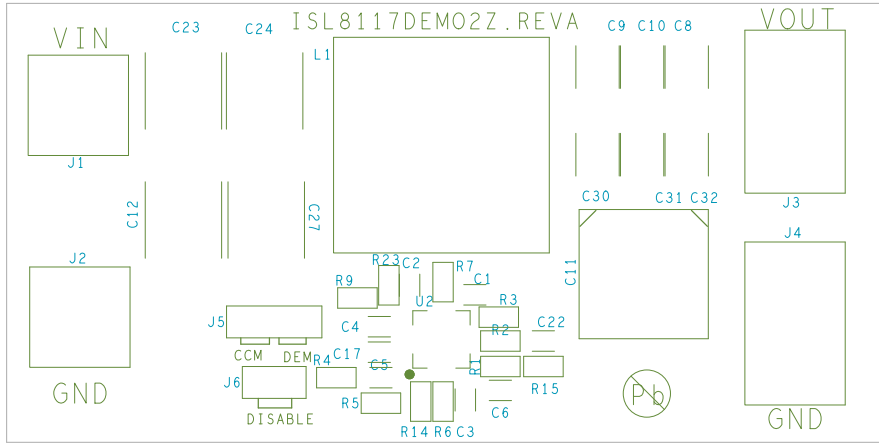 ISL8117DEMO2Z.REVA
VIN
C23
C24
L1
C9
C10
C8
VOUT
J1
C12
C27
C30
C31
C32
J3
J2
J4
R23
C2
R7
C1
C11
R9
U2
R3
J5
C4
R2
C22
CCM
DEM
C17
R4
C5
R1
J6
R15
R5
C6
Pb
GND
DISABLE
R14
R6
C3
GND